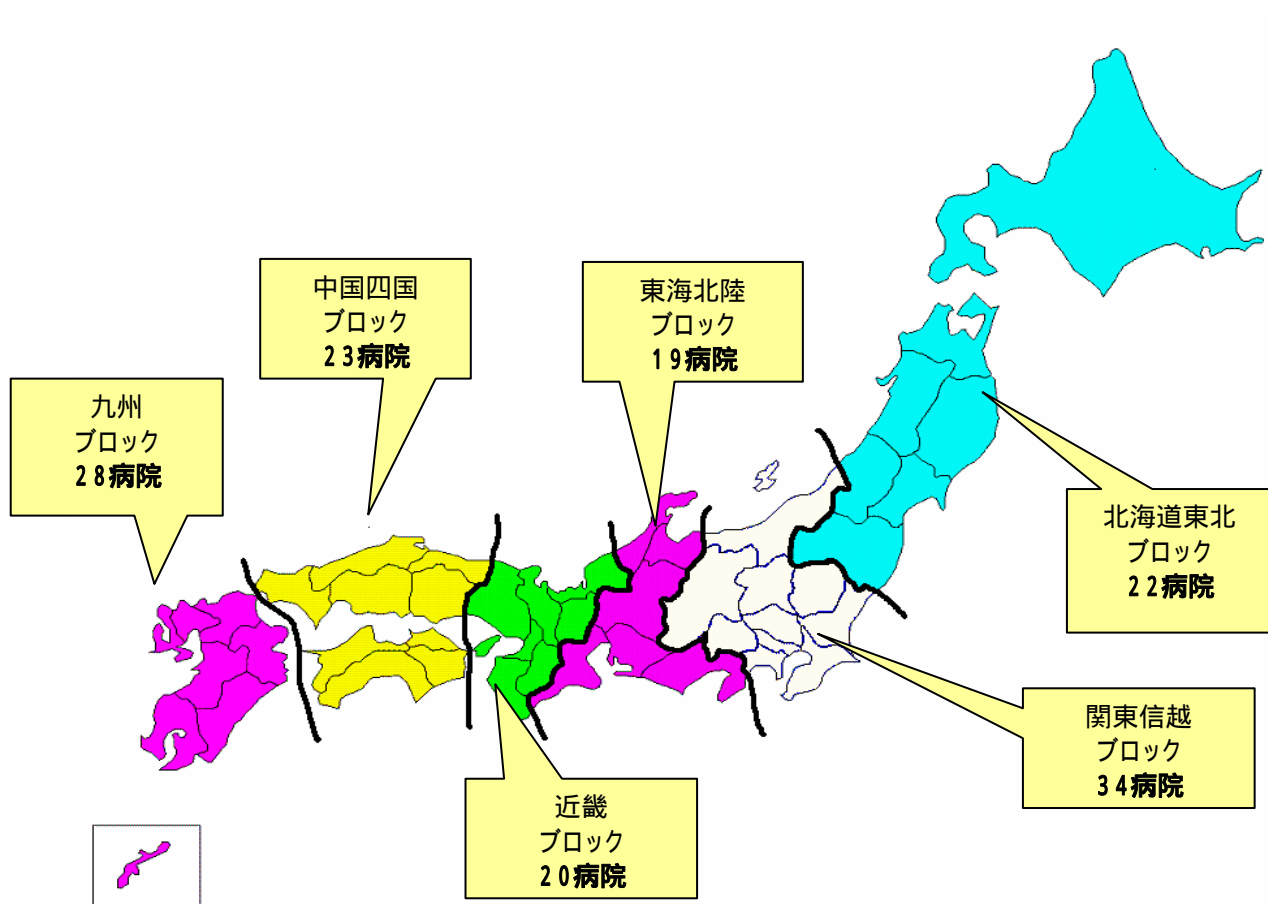 中国四国
ブロック
23病院
東海北陸
ブロック
19病院
九州
ブロック
28病院
北海道東北
ブロック
22病院
関東信越
ブロック
34病院
近畿
ブロック
20病院